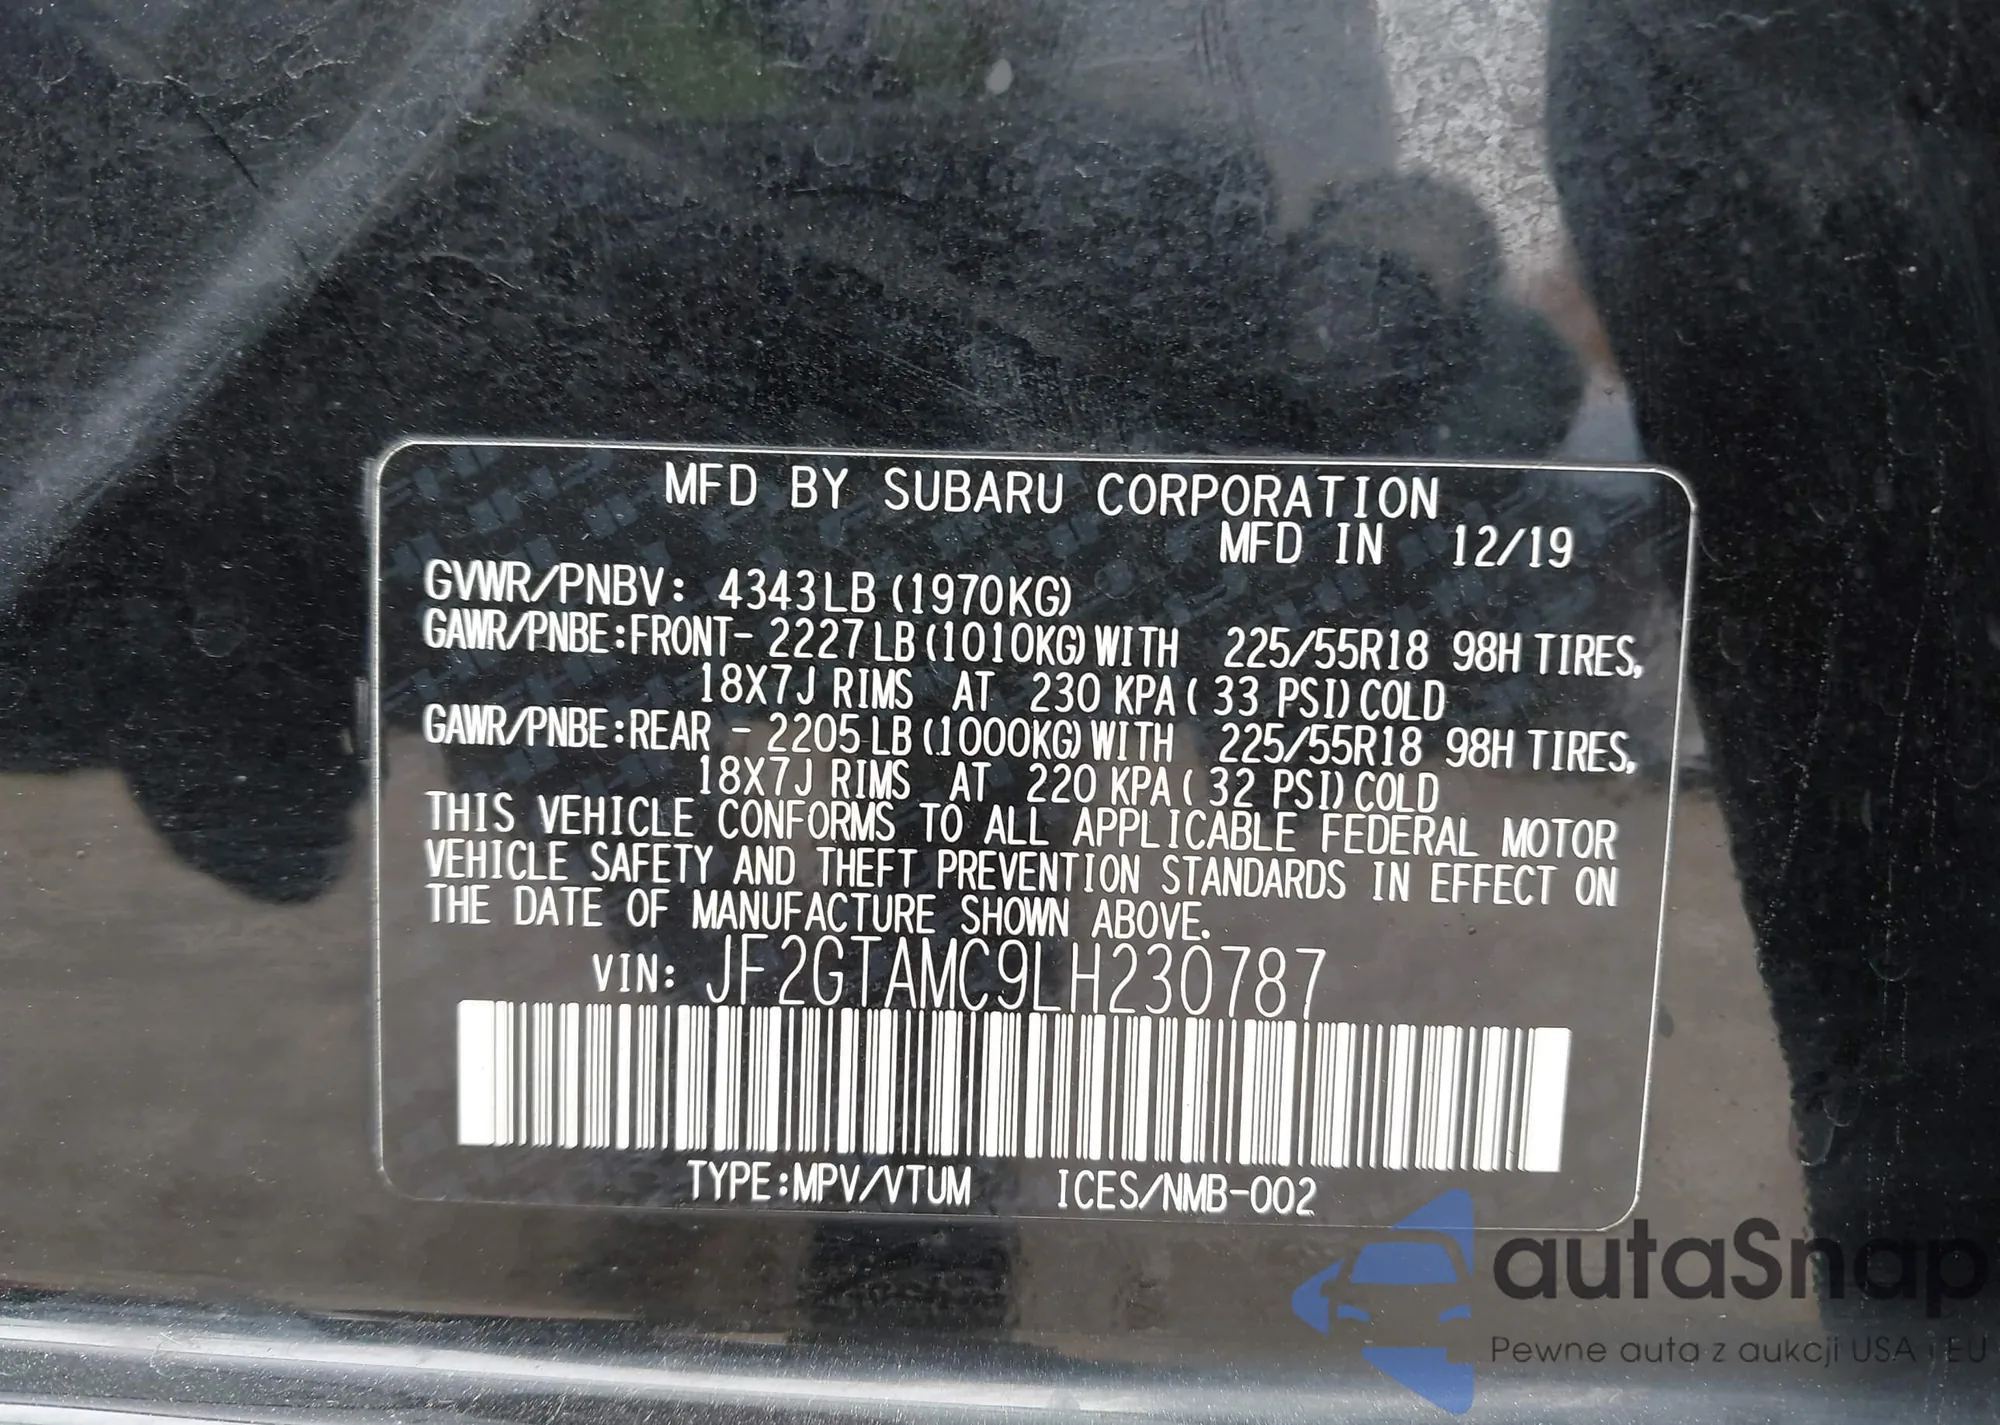 MFD BY SUBARU CORPORATION
MFD IN 12/19
GVWR/PNBV: 4343LB (1970KG)
GAWR/PNBE:FRONT- 2227 LB (1010KG) WITH 225/55R18 98H TIRES,
18X7J RIMS AT 230 KPA ( 33 PSI) COLD
GAWR/PNBE:REAR - 2205 LB (1000KG) WITH 225/55R18 98H TIRES,
18X7J RIMS AT 220 KPA ( 32 PSI) COLD
THIS VEHICLE CONFORMS TO ALL APPLICABLE FEDERAL MOTOR
VEHICLE SAFETY AND THEFT PREVENTION STANDARDS IN EFFECT ON
THE DATE OF MANUFACTURE SHOWN ABOVE.
VIN: JF2GTAMC9LH230787
TYPE:MPV/VTUM ICES/NMB-002
autaSnap
Pewne auta z aukcji USA i EU